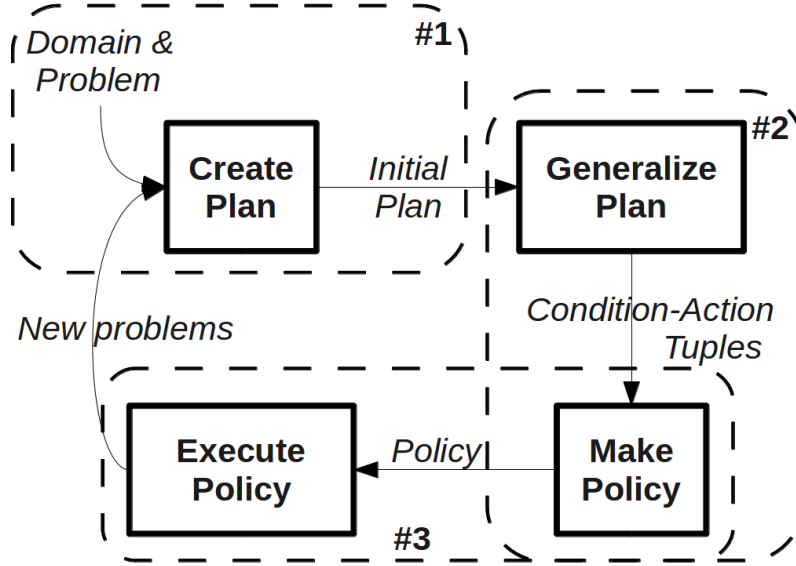 #1
Domain &
Problem
#2
Create
Plan
Initial
Plan
Generalize
Plan
New problems
Condition-Action
Tuples
Execute
Policy
Policy
Make
Policy
#3